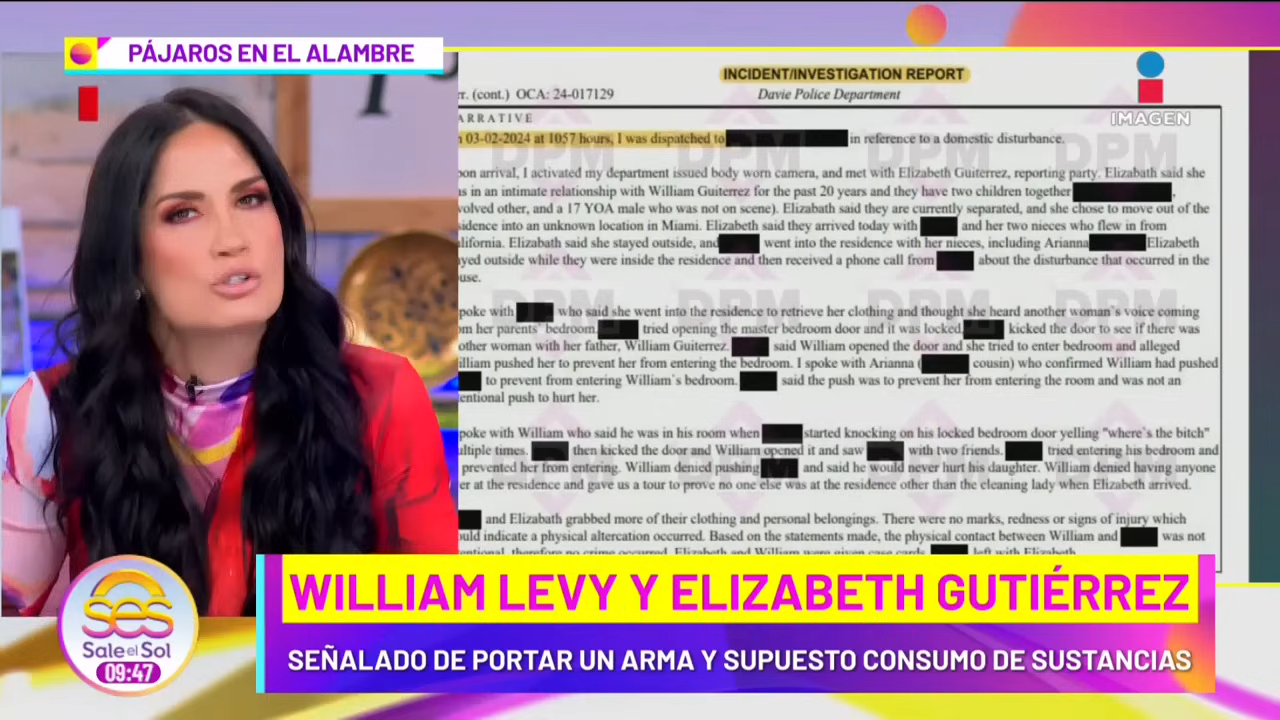 PÁJAROS EN EL ALAMBRE
INCIDENT/INVESTIGATION REPORT
IMAGEN
(cont.) OCA: 24-017129
Davie Police Department
ARRATIVE
03-02-2024 at 1057 hours, I was dispatched to in reference to a domestic disturbance.
on arrival, I activated my department issued body worn camera, and met with Elizabeth Guiterrez, reporting party. Elizabath said she
s in an intimate relationship with William Guiterrez for the past 20 years and they have two children together
volved other, and a 17 YOA male who was not on scene). Elizabath said they are currently separated, and she chose to move out of the
sidence into an unknown location in Miami. Elizabeth said they arrived today with and her two nieces who flew in from
lifornia. Elizabath said she stayed outside, and went into the residence with her nieces, including Arianna Elizabeth
yed outside while they were inside the residence and then received a phone call from about the disturbance that occurred in the
use.
poke with who said she went into the residence to retrieve her clothing and thought she heard another woman's voice coming
om her parents' bedroom. tried opening the master bedroom door and it was locked. kicked the door to see if there was
other woman with her father, William Guiterrez. said William opened the door and she tried to enter bedroom and alleged
illiam pushed her to prevent her from entering the bedroom. I spoke with Arianna ( cousin) who confirmed William had pushed
to prevent from entering William's bedroom. said the push was to prevent her from entering the room and was not an
entional push to hurt her.
poke with William who said he was in his room when started knocking on his locked bedroom door yelling "where's the bitch"
ultiple times. then kicked the door and William opened it and saw with two friends. tried entering his bedroom and
prevented her from entering. William denied pushing and said he would never hurt his daughter. William denied having anyone
er at the residence and gave us a tour to prove no one else was at the residence other than the cleaning lady when Elizabeth arrived.
and Elizabath grabbed more of their clothing and personal belongings. There were no marks, redness or signs of injury which
ould indicate a physical altercation occurred. Based on the statements made, the physical contact between William and was not
entional, therefore no crime occurred. Elizabeth and William were given case cards. left with Elizabeth.
WILLIAM LEVY Y ELIZABETH GUTIÉRREZ
SEÑALADO DE PORTAR UN ARMA Y SUPUESTO CONSUMO DE SUSTANCIAS
ses
Sale el Sol
09:47